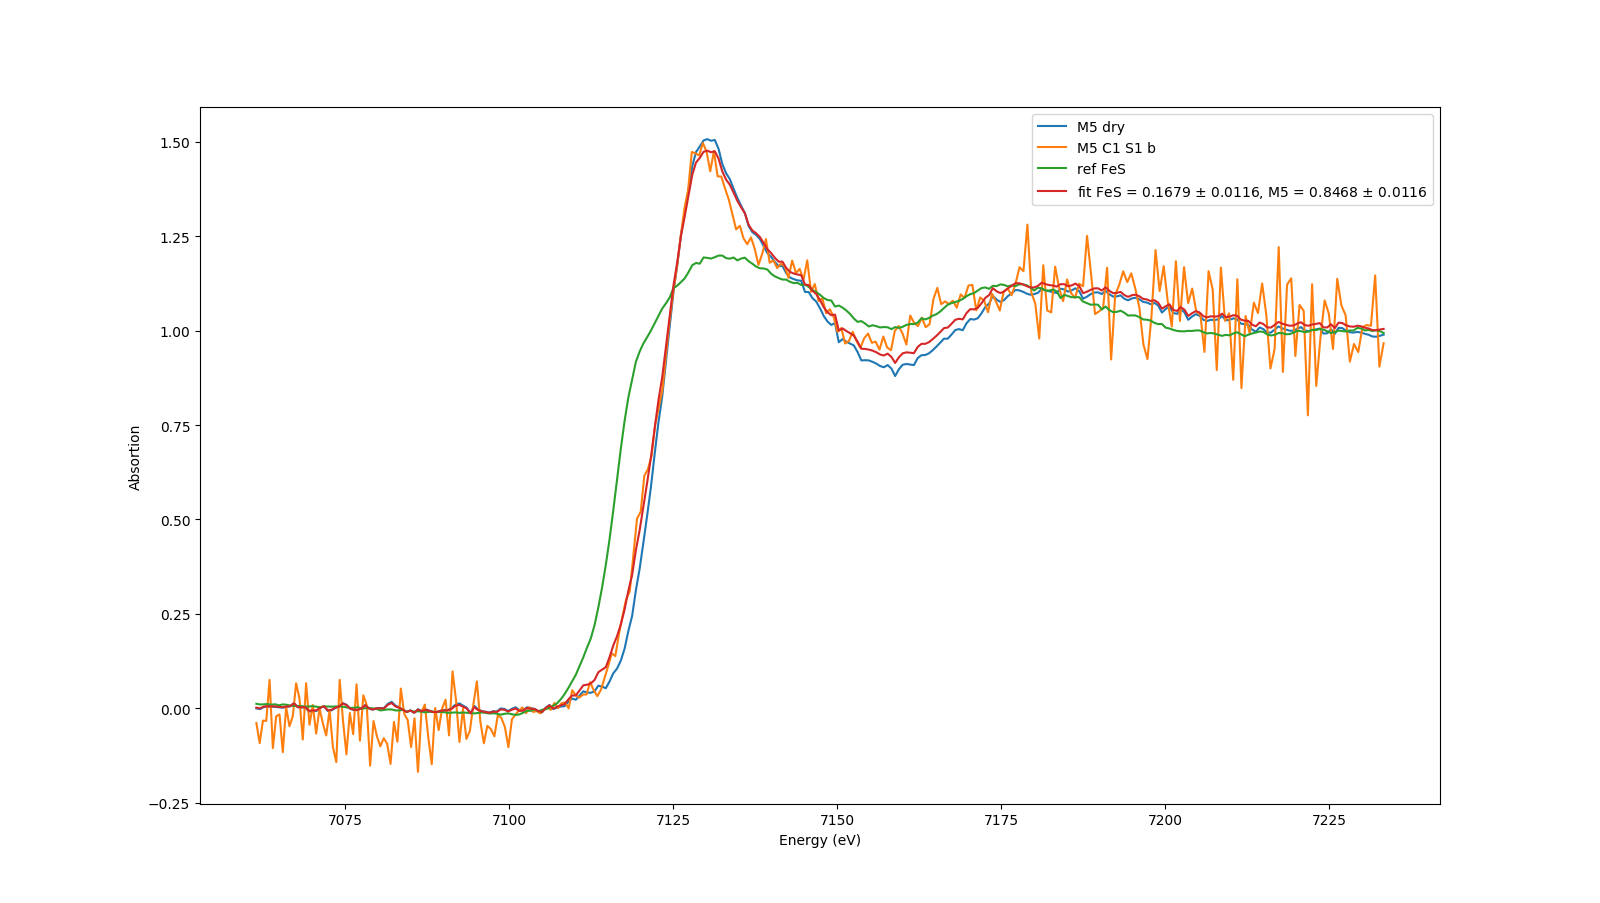 M5 dry
M5 C1 S1 b
ref FeS
fit FeS = 0.1679 ± 0.0116, M5 = 0.8468 ± 0.0116
1.50
1.25
1.00
0.75
0.50
0.25
0.00
−0.25
Absortion
7075 7100 7125 7150 7175 7200 7225
Energy (eV)